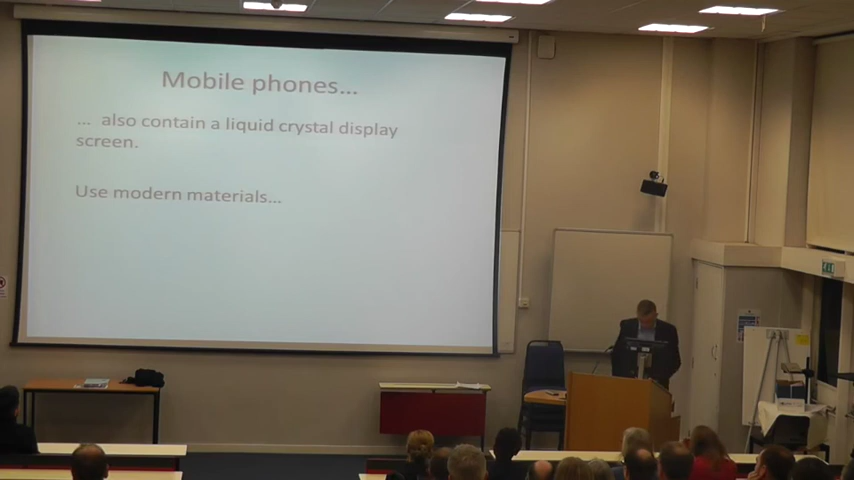 Mobile phones...
... also contain a liquid crystal display
screen.
Use modern materials...